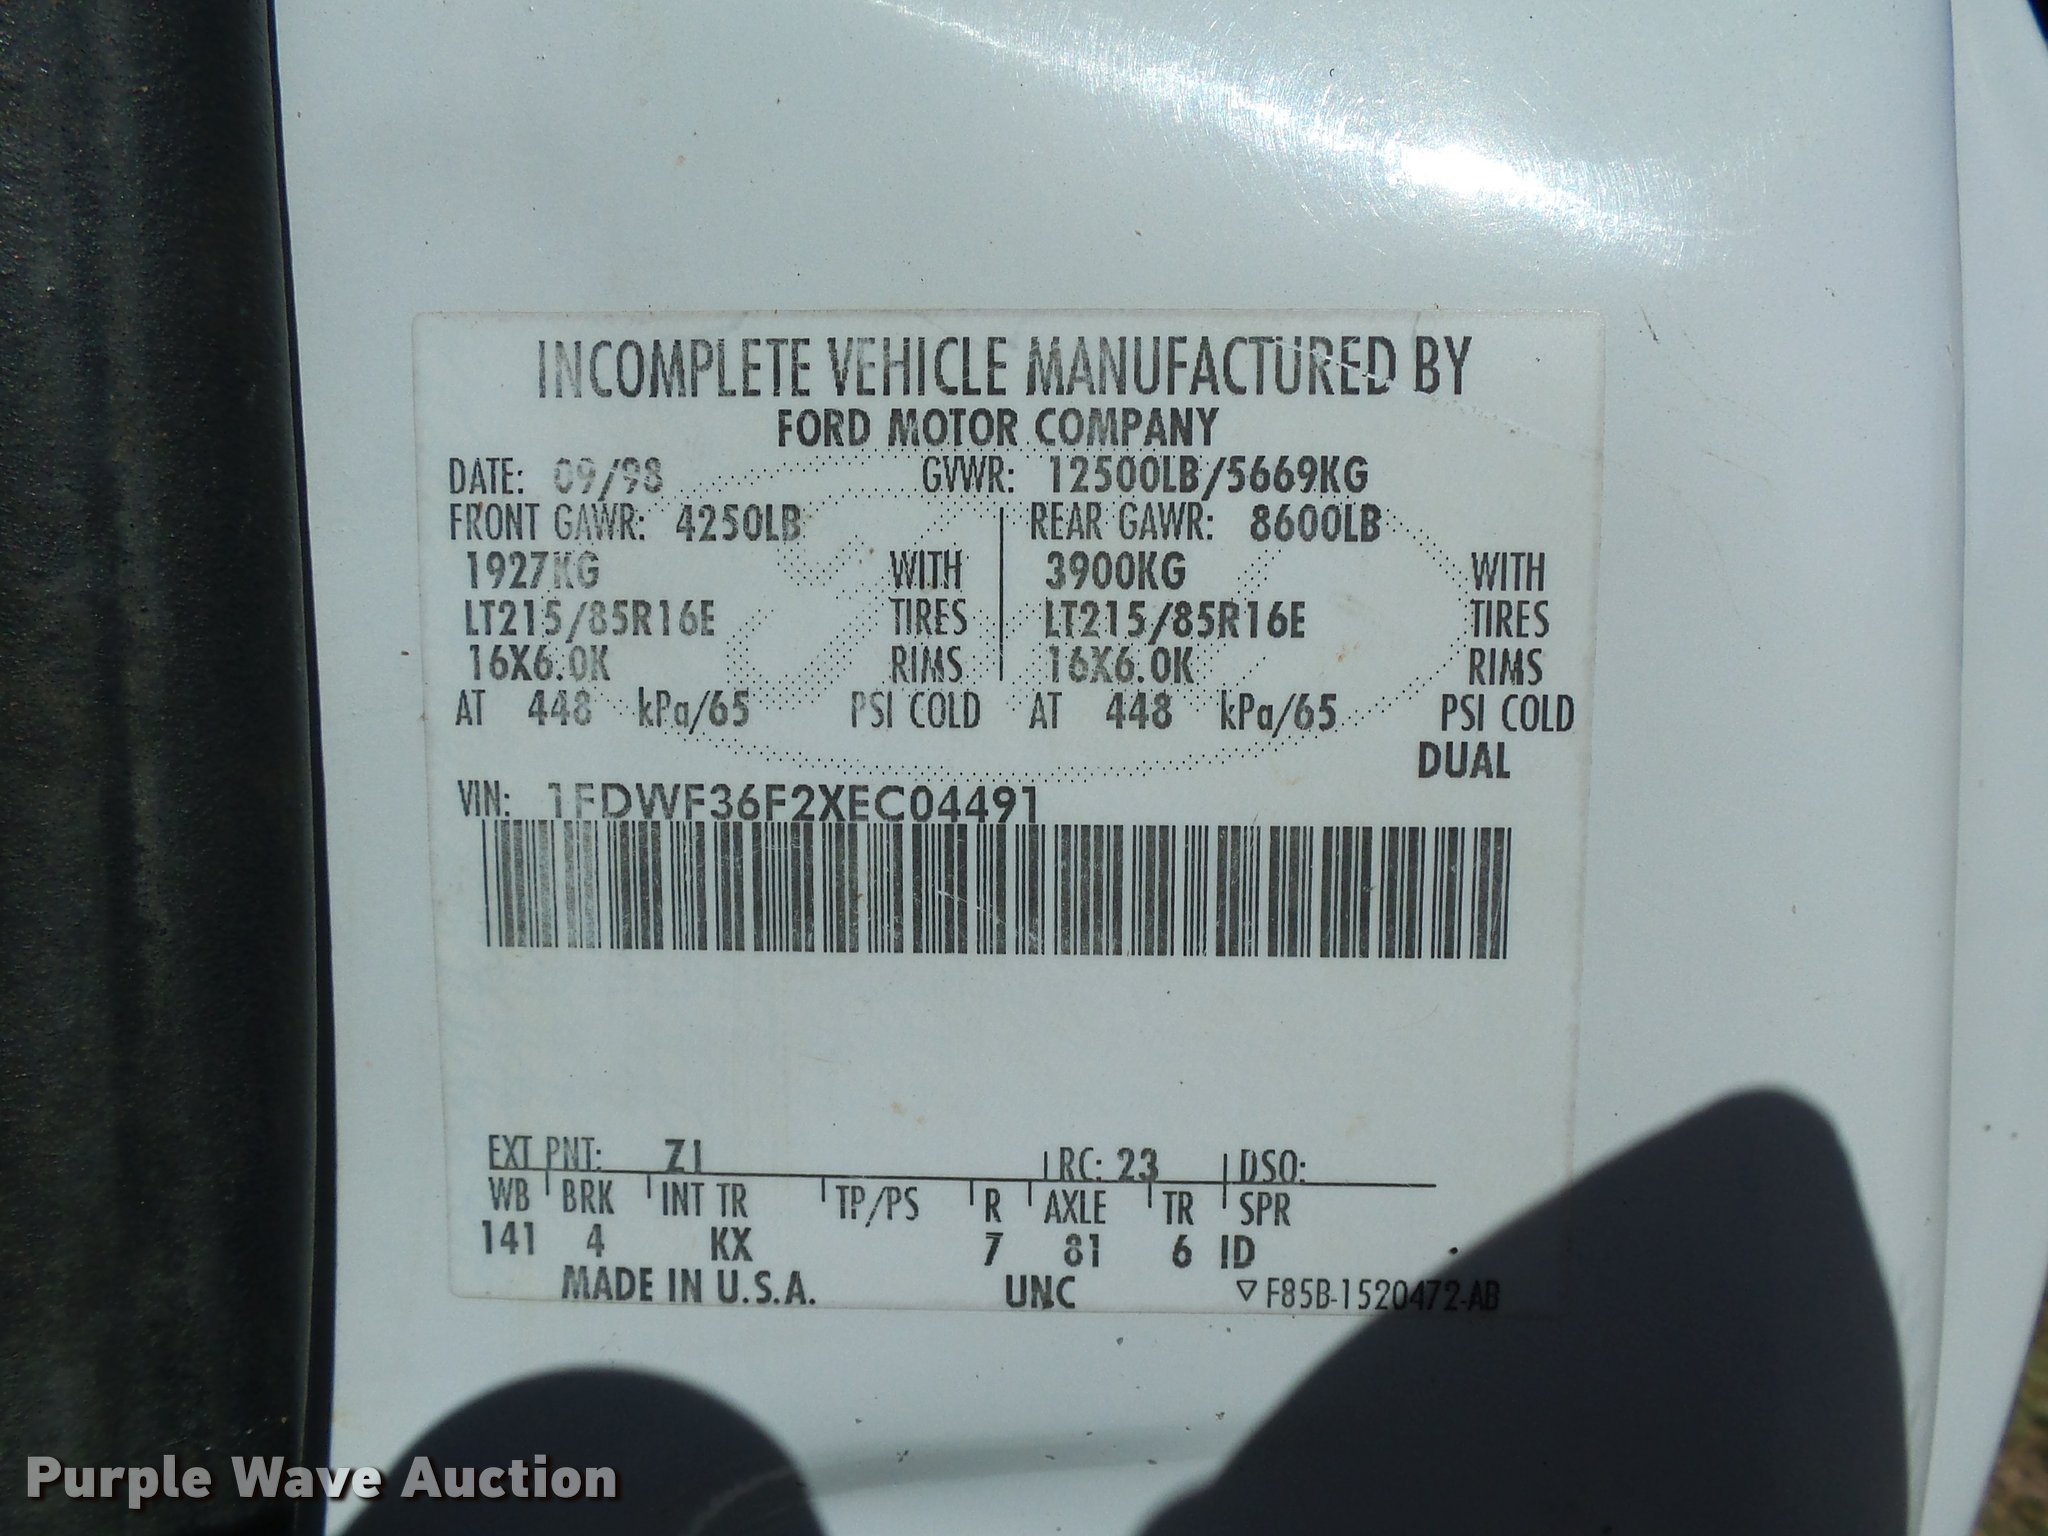 INCOMPLETE VEHICLE MANUFACTURED BY
FORD MOTOR COMPANY
DATE: 09/98 GVWR: 12500LB/5669KG
FRONT GAWR: 4250LB REAR GAWR: 8600LB
1927KG WITH 3900KG WITH
LT215/85R16E TIRES LT215/85R16E TIRES
16X6.0K RIMS 16X6.0K RIMS
AT 448 kPa/65 PSI COLD AT 448 kPa/65 PSI COLD
DUAL
VIN: 1FDWF36F2XEC04491
EXT PNT: Z1 RC: 23 DSO:
WB BRK INT TR TP/PS R AXLE TR SPR
141 4 KX 7 81 6 ID
MADE IN U.S.A. UNC ▽ F85B-1520472-AB
Purple Wave Auction